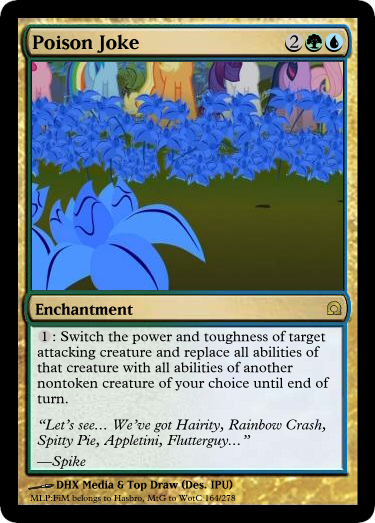 Poison Joke 2
Enchantment
1 : Switch the power and toughness of target
attacking creature and replace all abilities of
that creature with all abilities of another
nontoken creature of your choice until end of
turn.
“Let’s see… We’ve got Hairity, Rainbow Crash,
Spitty Pie, Appletini, Flutterguy…”
—Spike
DHX Media & Top Draw (Des. IPU)
MLP:FiM belongs to Hasbro, MtG to WotC 164/278